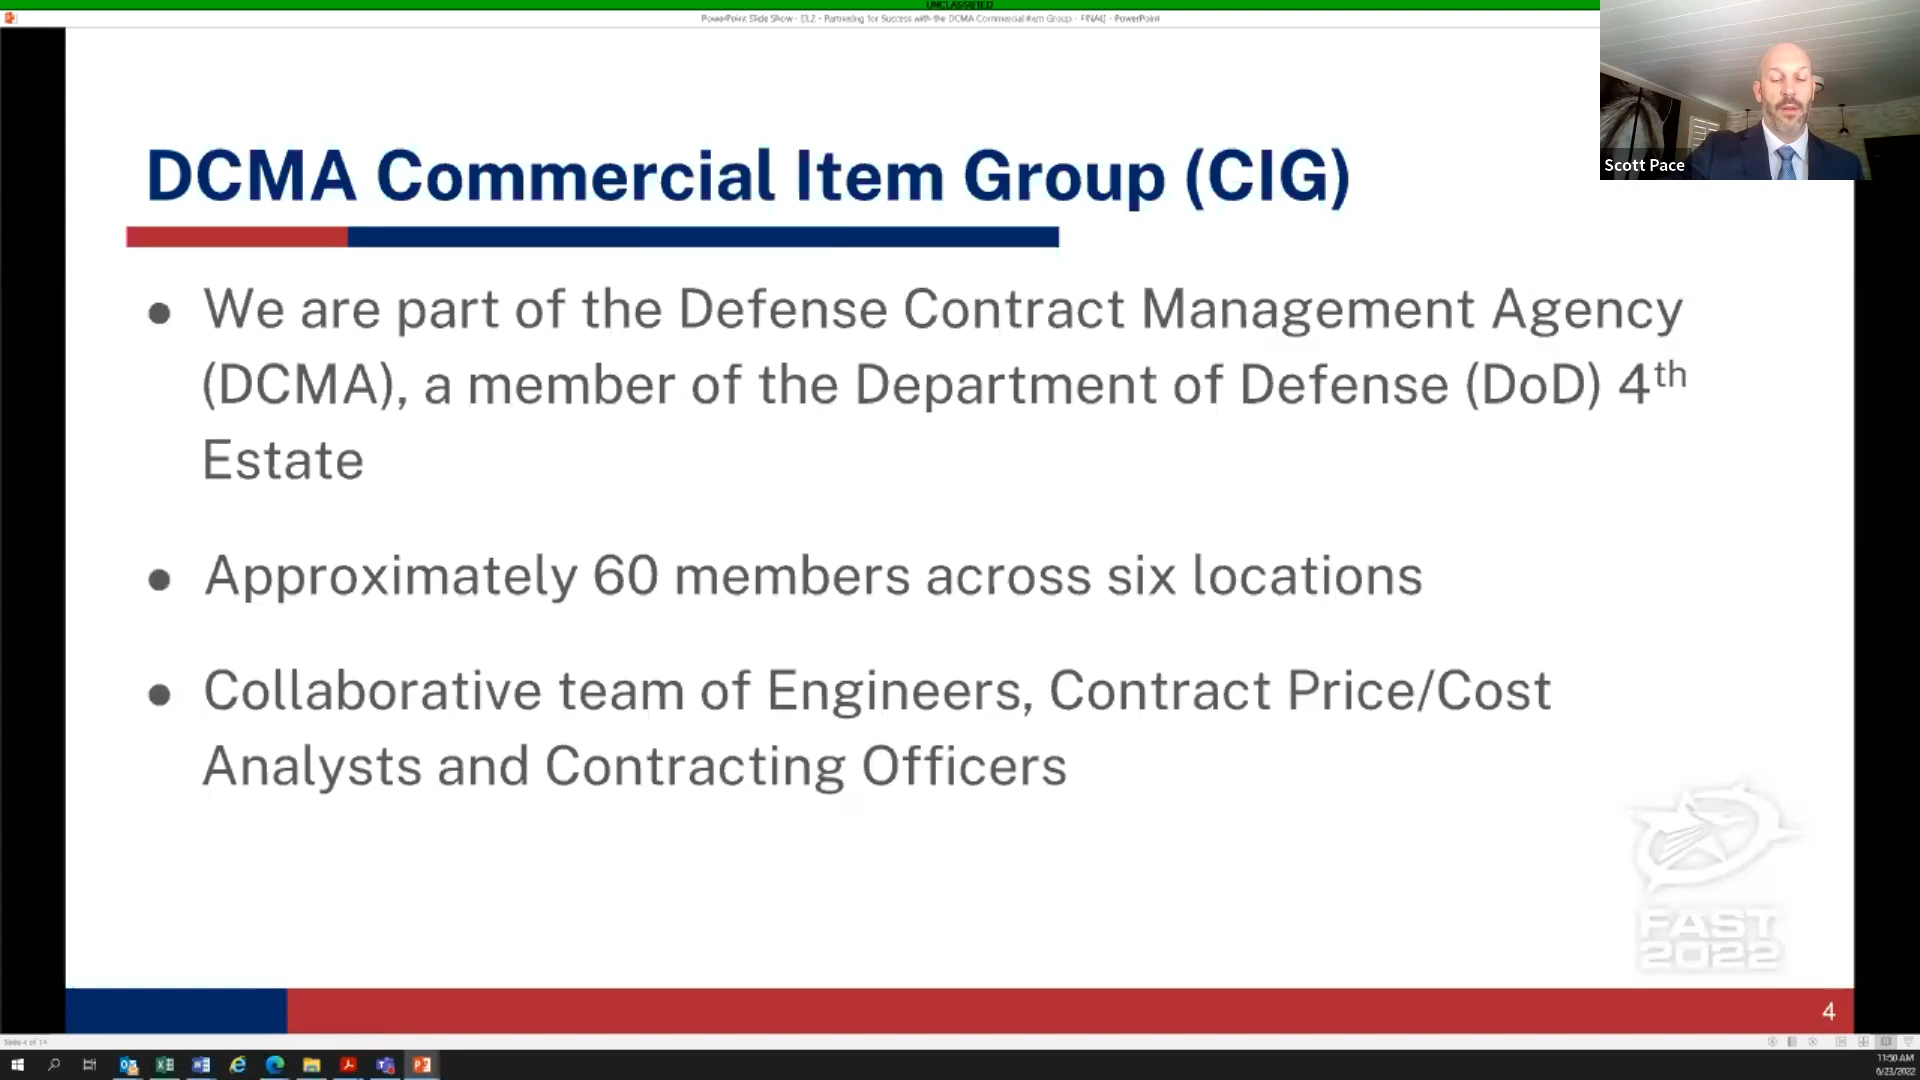 UNCLASSIFIED
PowerPoint Slide Show - [3.2 - Partnering for Success with the DCMA Commercial Item Group - FINAL] - PowerPoint
Scott Pace
DCMA Commercial Item Group (CIG)
● We are part of the Defense Contract Management Agency
(DCMA), a member of the Department of Defense (DoD) 4th
Estate
● Approximately 60 members across six locations
● Collaborative team of Engineers, Contract Price/Cost
Analysts and Contracting Officers
FAST
2022
4
Slide 4 of 14
11:50 AM
6/23/2022